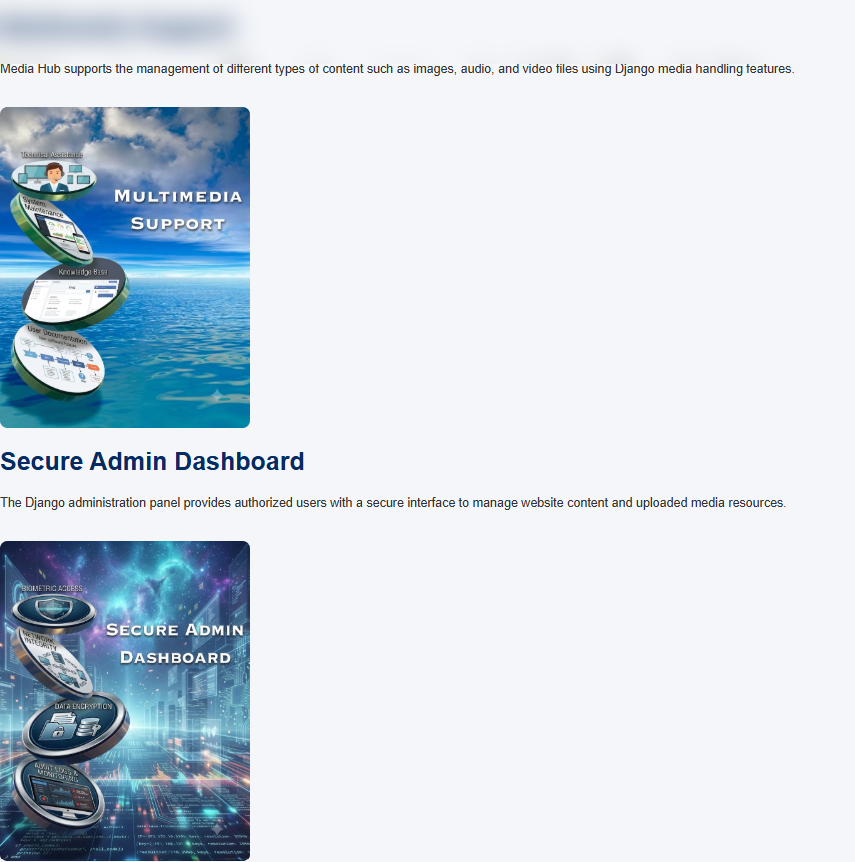 Media Hub supports the management of different types of content such as images, audio, and video files using Django media handling features.
Technical Assistance
MULTIMEDIA
SUPPORT
System
Maintenance
Knowledge Base
User Documentation
Secure Admin Dashboard
The Django administration panel provides authorized users with a secure interface to manage website content and uploaded media resources.
BIOMETRIC ACCESS
SECURE ADMIN
DASHBOARD
NETWORK
INTEGRITY
DATA ENCRYPTION
AUDIT LOGS &
MONITORING